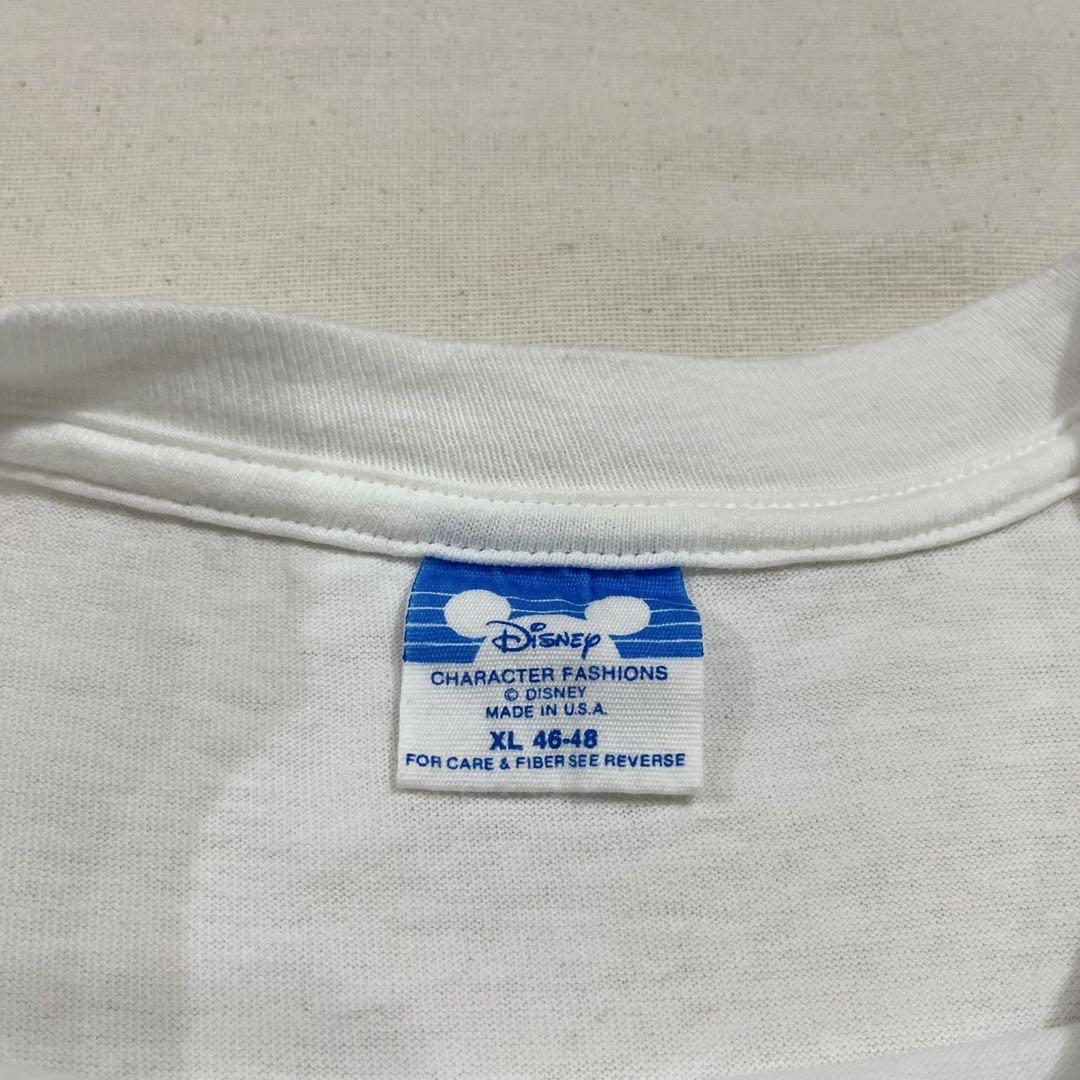 Disney
CHARACTER FASHIONS
© DISNEY
MADE IN U.S.A.
XL 46-48
FOR CARE & FIBER SEE REVERSE